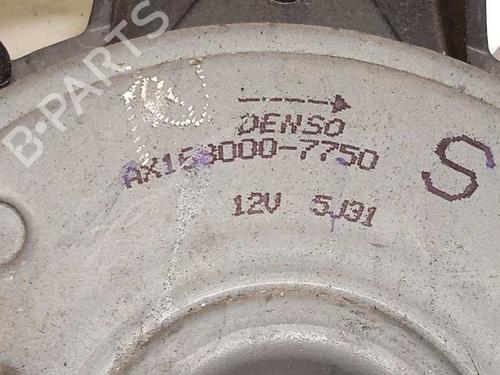 B-PARTS
DENSO
AX168000-7750
12V 5J31
S